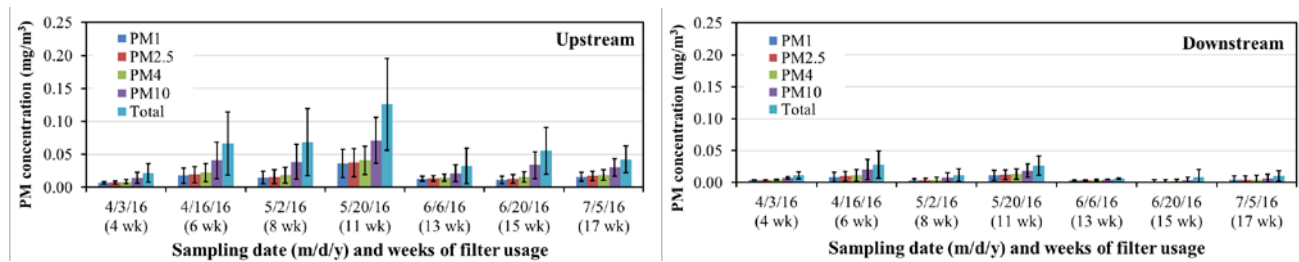 PM concentration (mg/m³)
0.25
0.20
0.15
0.10
0.05
0.00
PM1
PM2.5
PM4
PM10
Total
Upstream
4/3/16 4/16/16 5/2/16 5/20/16 6/6/16 6/20/16 7/5/16
(4 wk) (6 wk) (8 wk) (11 wk) (13 wk) (15 wk) (17 wk)
Sampling date (m/d/y) and weeks of filter usage
PM concentration (mg/m³)
0.25
0.20
0.15
0.10
0.05
0.00
PM1
PM2.5
PM4
PM10
Total
Downstream
4/3/16 4/16/16 5/2/16 5/20/16 6/6/16 6/20/16 7/5/16
(4 wk) (6 wk) (8 wk) (11 wk) (13 wk) (15 wk) (17 wk)
Sampling date (m/d/y) and weeks of filter usage